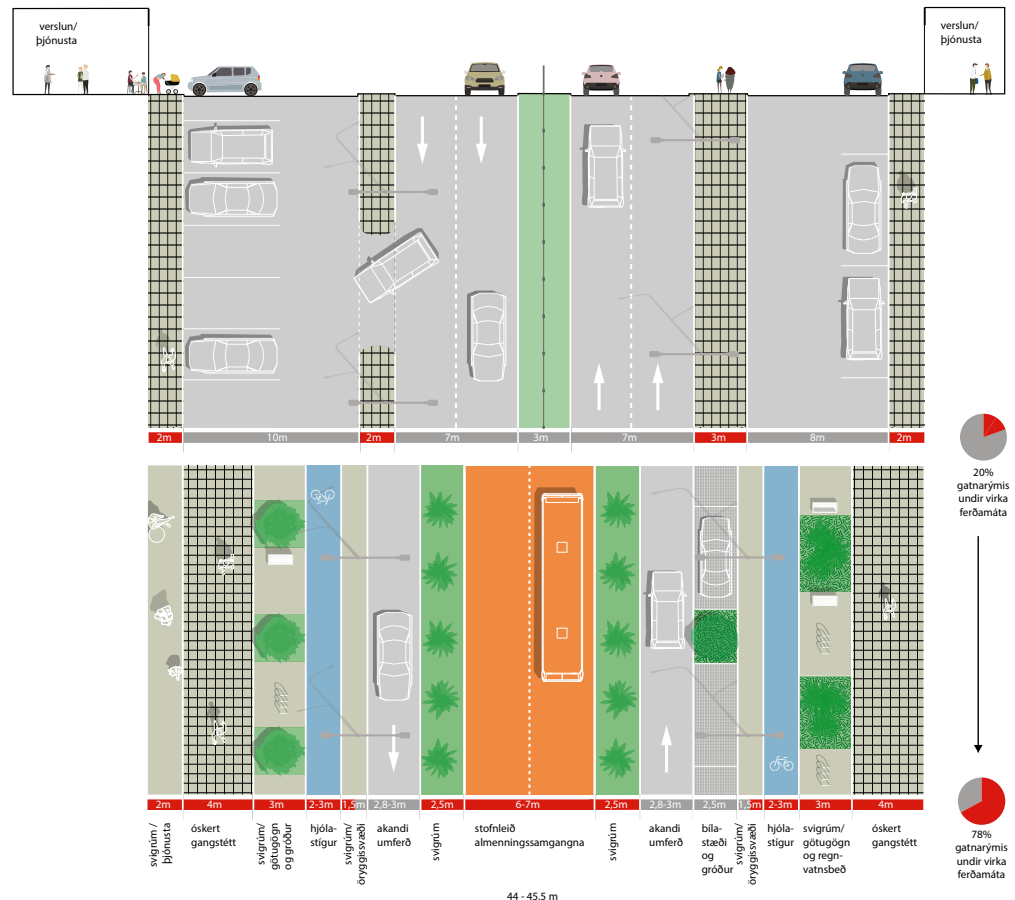 verslun/
þjónusta
verslun/
þjónusta
2m 10m 2m 7m 3m 7m 3m 8m 2m
20%
gatnarýmis
undir virka
ferðamáta
2m 4m 3m 2-3m 1,5m 2,8-3m 2,5m 6-7m 2,5m 2,8-3m 2,5m 1,5m 2-3m 3m 4m
svigrúm/
þjónusta
óskert
gangstétt
svigrúm/
götugögn
og gróður
hjóla-
stígur
svigrúm/
öryggissvæði
akandi
umferð
svigrúm
stofnleið
almenningssamgangna
svigrúm
akandi
umferð
bíla-
stæði
og
gróður
svigrúm/
öryggissvæði
hjóla-
stígur
svigrúm/
götugögn
og regn-
vatnsbeð
óskert
gangstétt
78%
gatnarýmis
undir virka
ferðamáta
44 - 45,5 m